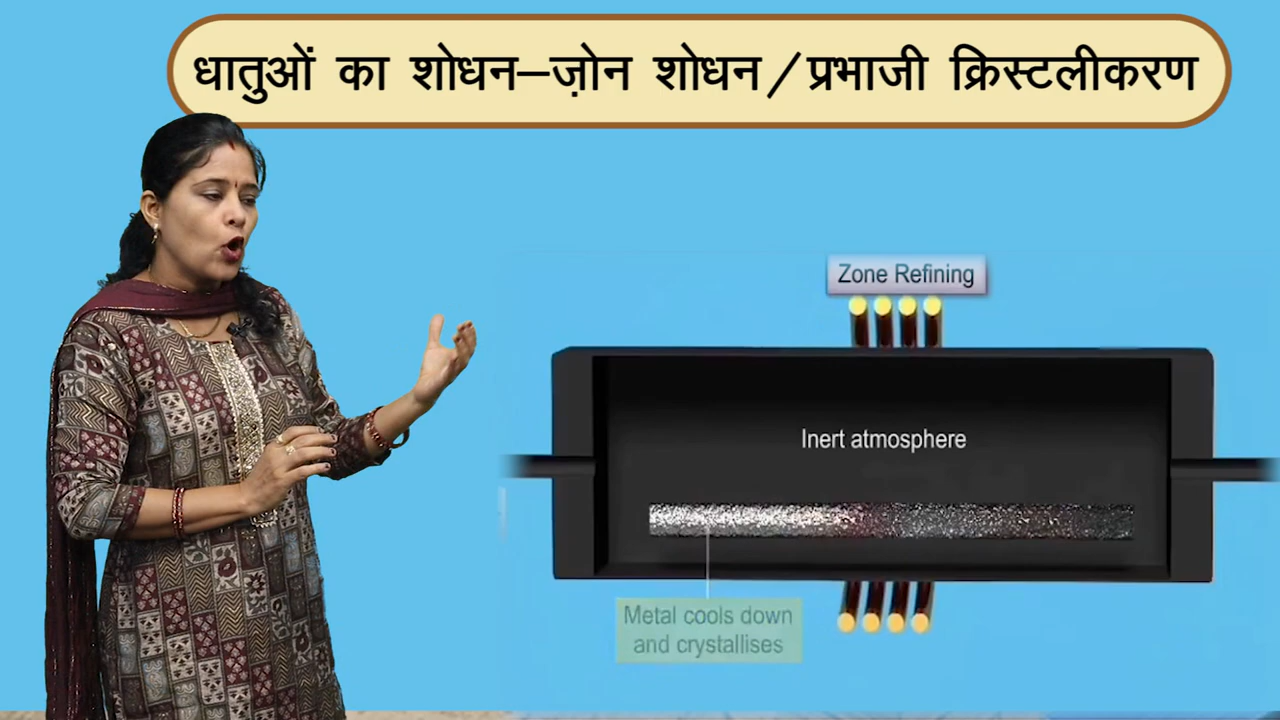 धातुओं का शोधन–ज़ोन शोधन/प्रभाजी क्रिस्टलीकरण
Zone Refining
Inert atmosphere
Metal cools down
and crystallises